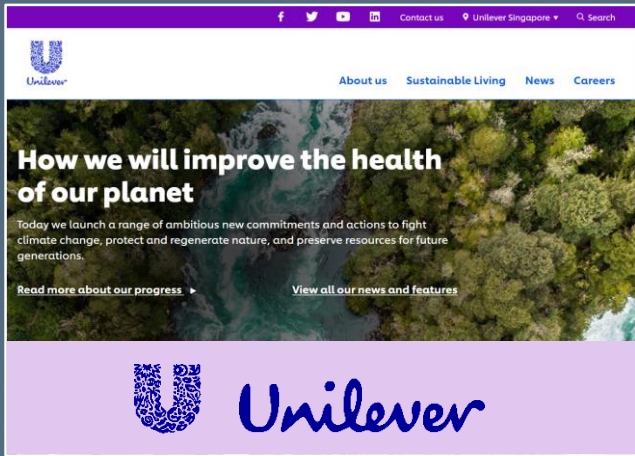 Contact us Unilever Singapore Search
Unilever
About us Sustainable Living News Careers
How we will improve the health
of our planet
Today we launch a range of ambitious new commitments and actions to fight
climate change, protect and regenerate nature, and preserve resources for future
generations.
Read more about our progress View all our news and features
Unilever